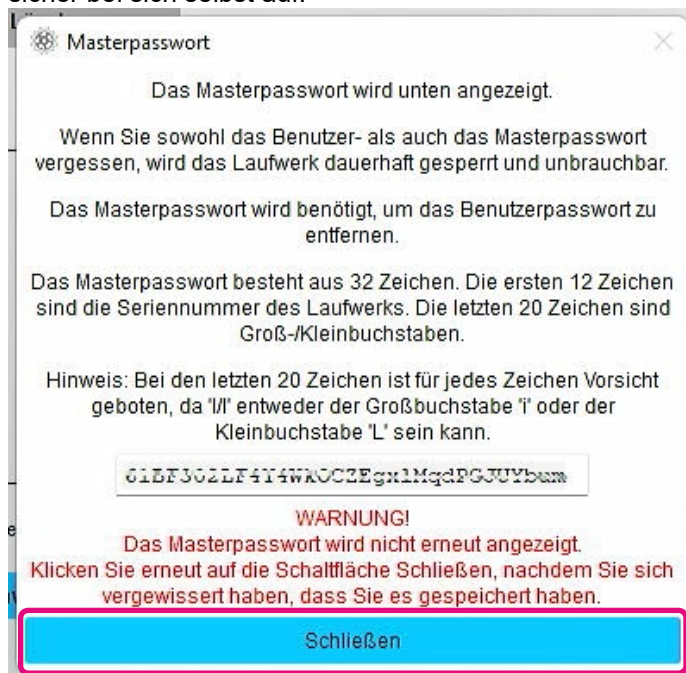 sicher bei sich selbst auf.
Masterpasswort
Das Masterpasswort wird unten angezeigt.
Wenn Sie sowohl das Benutzer- als auch das Masterpasswort
vergessen, wird das Laufwerk dauerhaft gesperrt und unbrauchbar.
Das Masterpasswort wird benötigt, um das Benutzerpasswort zu
entfernen.
Das Masterpasswort besteht aus 32 Zeichen. Die ersten 12 Zeichen
sind die Seriennummer des Laufwerks. Die letzten 20 Zeichen sind
Groß-/Kleinbuchstaben.
Hinweis: Bei den letzten 20 Zeichen ist für jedes Zeichen Vorsicht
geboten, da 'I/l' entweder der Großbuchstabe 'i' oder der
Kleinbuchstabe 'L' sein kann.
WARNUNG!
Das Masterpasswort wird nicht erneut angezeigt.
Klicken Sie erneut auf die Schaltfläche Schließen, nachdem Sie sich
vergewissert haben, dass Sie es gespeichert haben.
Schließen